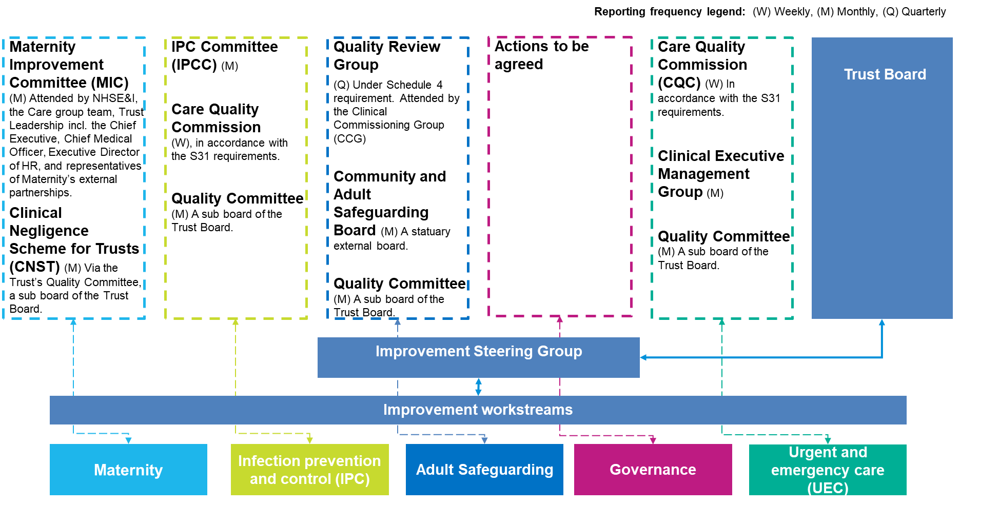 Reporting frequency legend: (W) Weekly, (M) Monthly, (Q) Quarterly
Maternity
Improvement
Committee (MIC)
(M) Attended by NHSE&I,
the Care group team, Trust
Leadership incl. the Chief
Executive, Chief Medical
Officer, Executive Director
of HR, and representatives
of Maternity’s external
partnerships.
Clinical
Negligence
Scheme for Trusts
(CNST) (M) Via the
Trust’s Quality Committee,
a sub board of the Trust
Board.
IPC Committee
(IPCC) (M)
Care Quality
Commission
(W), in accordance with
the S31 requirements.
Quality Committee
(M) A sub board of the
Trust Board.
Quality Review
Group
(Q) Under Schedule 4
requirement. Attended by
the Clinical
Commissioning Group
(CCG)
Community and
Adult
Safeguarding
Board (M) A statuary
external board.
Quality Committee
(M) A sub board of the
Trust Board.
Actions to be
agreed
Care Quality
Commission
(CQC) (W) In
accordance with the S31
requirements.
Clinical Executive
Management
Group (M)
Quality Committee
(M) A sub board of the
Trust Board.
Trust Board
Improvement Steering Group
Improvement workstreams
Maternity
Infection prevention
and control (IPC)
Adult Safeguarding
Governance
Urgent and
emergency care
(UEC)